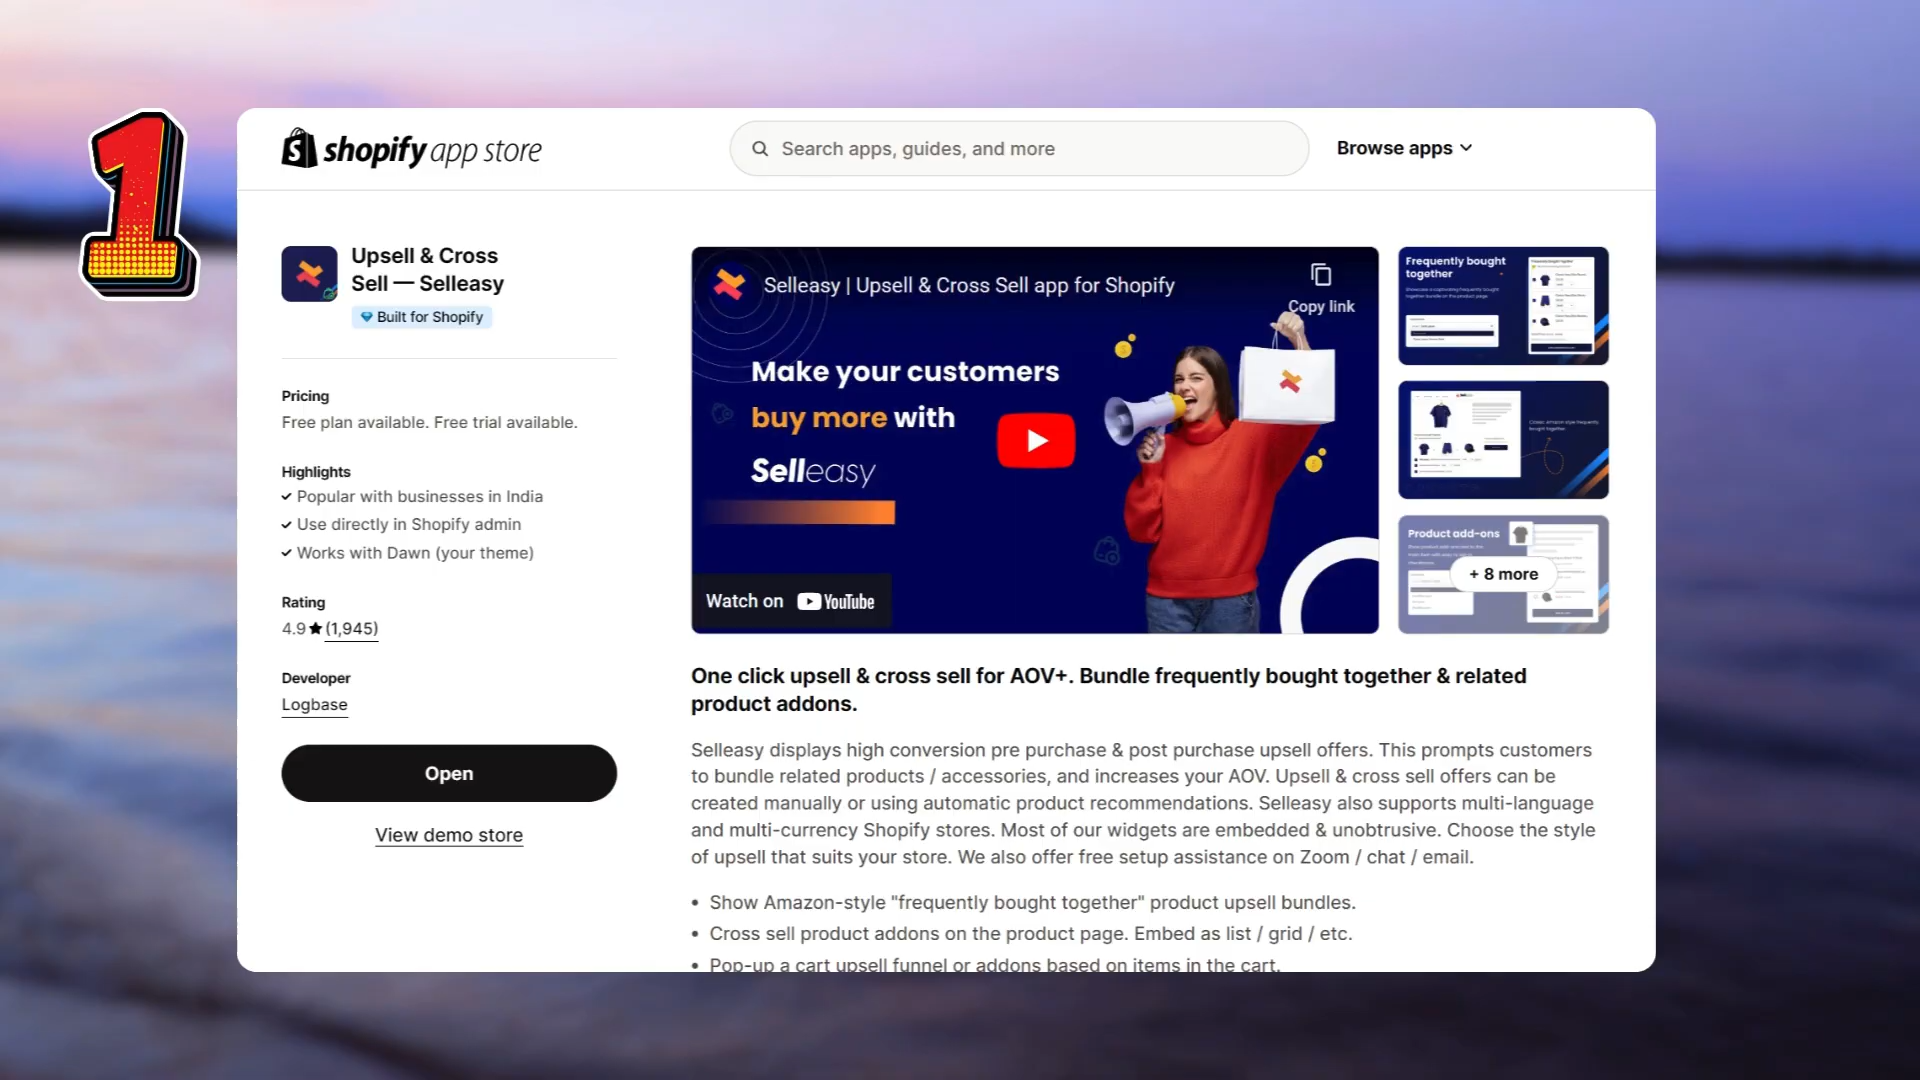 1
shopify app store
Search apps, guides, and more
Browse apps
Upsell & Cross
Sell — Selleasy
Built for Shopify
Pricing
Free plan available. Free trial available.
Highlights
Popular with businesses in India
Use directly in Shopify admin
Works with Dawn (your theme)
Rating
4.9★(1,945)
Developer
Logbase
Open
View demo store
Selleasy | Upsell & Cross Sell app for Shopify
Copy link
Make your customers
buy more with
Selleasy
Watch on YouTube
Frequently bought
together
Product add-ons
+ 8 more
One click upsell & cross sell for AOV+. Bundle frequently bought together & related
product addons.
Selleasy displays high conversion pre purchase & post purchase upsell offers. This prompts customers
to bundle related products / accessories, and increases your AOV. Upsell & cross sell offers can be
created manually or using automatic product recommendations. Selleasy also supports multi-language
and multi-currency Shopify stores. Most of our widgets are embedded & unobtrusive. Choose the style
of upsell that suits your store. We also offer free setup assistance on Zoom / chat / email.
• Show Amazon-style "frequently bought together" product upsell bundles.
• Cross sell product addons on the product page. Embed as list / grid / etc.
• Pop-up a cart upsell funnel or addons based on items in the cart.